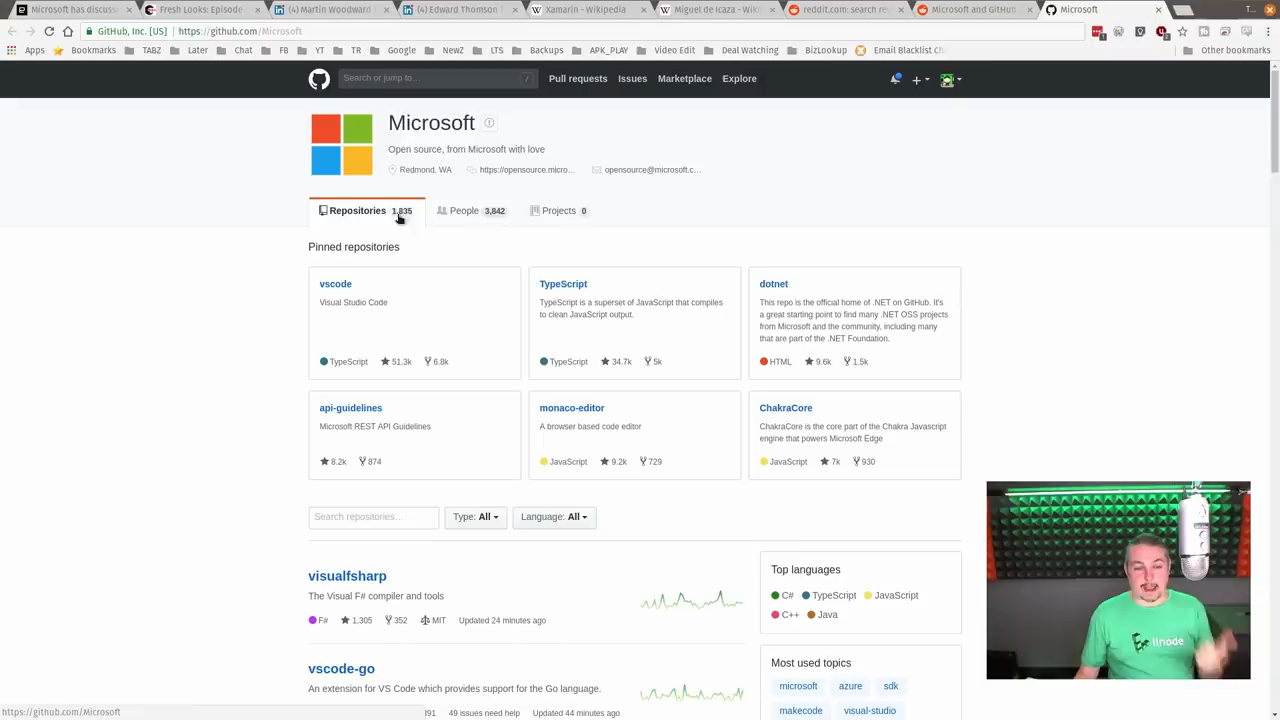 Microsoft has discuss
Fresh Looks: Episode
(4) Martin Woodward
(4) Edward Thomson
Xamarin - Wikipedia
Miguel de Icaza - Wiki
reddit.com: search re
Microsoft and GitHub
Microsoft
T...
GitHub, Inc. [US] https://github.com/Microsoft
Apps Bookmarks TABZ Later Chat FB YT TR Google NewZ LTS Backups APK_PLAY Video Edit Deal Watching BizLookup Email Blacklist Ch Other bookmarks
Search or jump to… / Pull requests Issues Marketplace Explore
Microsoft
Open source, from Microsoft with love
Redmond, WA https://opensource.micro… opensource@microsoft.c…
Repositories 1,835 People 3,842 Projects 0
Pinned repositories
vscode
Visual Studio Code
TypeScript 51.3k 6.8k
TypeScript
TypeScript is a superset of JavaScript that compiles
to clean JavaScript output.
TypeScript 34.7k 5k
dotnet
This repo is the official home of .NET on GitHub. It's
a great starting point to find many .NET OSS projects
from Microsoft and the community, including many
that are part of the .NET Foundation.
HTML 9.6k 1.5k
api-guidelines
Microsoft REST API Guidelines
8.2k 874
monaco-editor
A browser based code editor
JavaScript 9.2k 729
ChakraCore
ChakraCore is the core part of the Chakra Javascript
engine that powers Microsoft Edge
JavaScript 7k 930
Search repositories… Type: All Language: All
visualfsharp
The Visual F# compiler and tools
F# 1,305 352 MIT Updated 24 minutes ago
vscode-go
An extension for VS Code which provides support for the Go language.
391 49 issues need help Updated 44 minutes ago
Top languages
C# TypeScript JavaScript
C++ Java
Most used topics
microsoft azure sdk
makecode visual-studio
linode
https://github.com/Microsoft